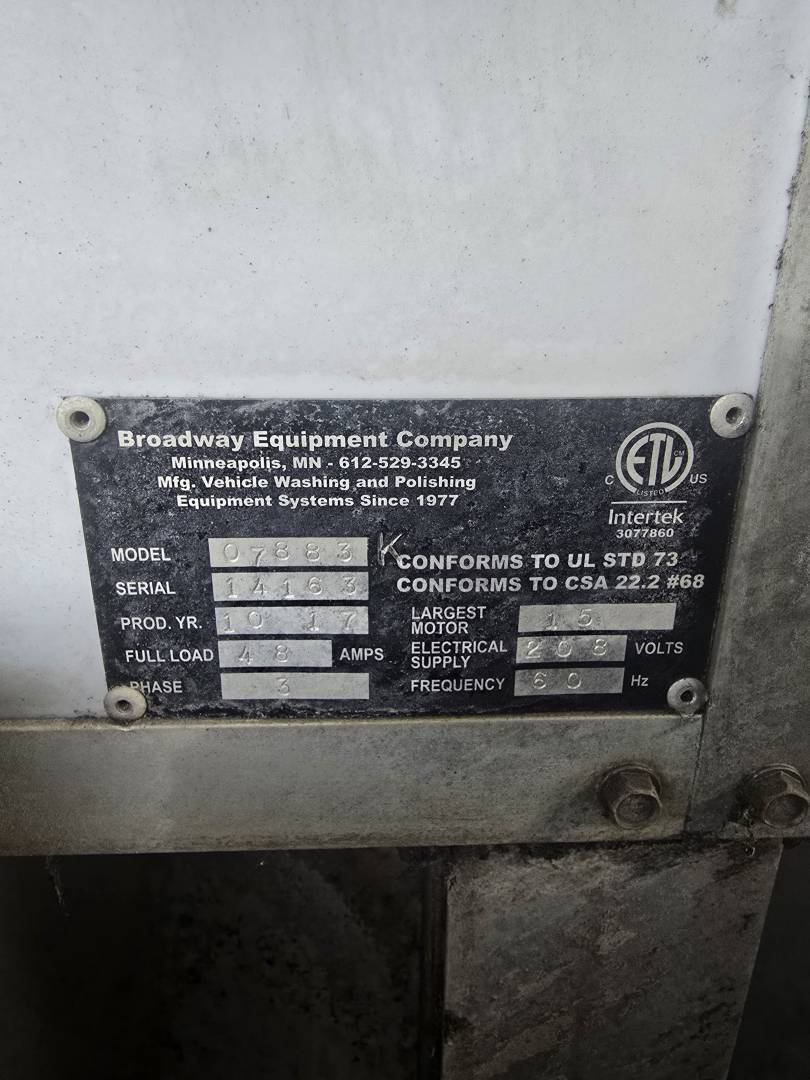 Broadway Equipment Company
Minneapolis, MN - 612-529-3345
Mfg. Vehicle Washing and Polishing
Equipment Systems Since 1977
C ETL CM US
LISTED
Intertek
3077860
MODEL 07883 K
SERIAL 14163
PROD. YR. 10 17
FULL LOAD 48 AMPS
PHASE 3
CONFORMS TO UL STD 73
CONFORMS TO CSA 22.2 #68
LARGEST MOTOR 15
ELECTRICAL SUPPLY 208 VOLTS
FREQUENCY 60 Hz